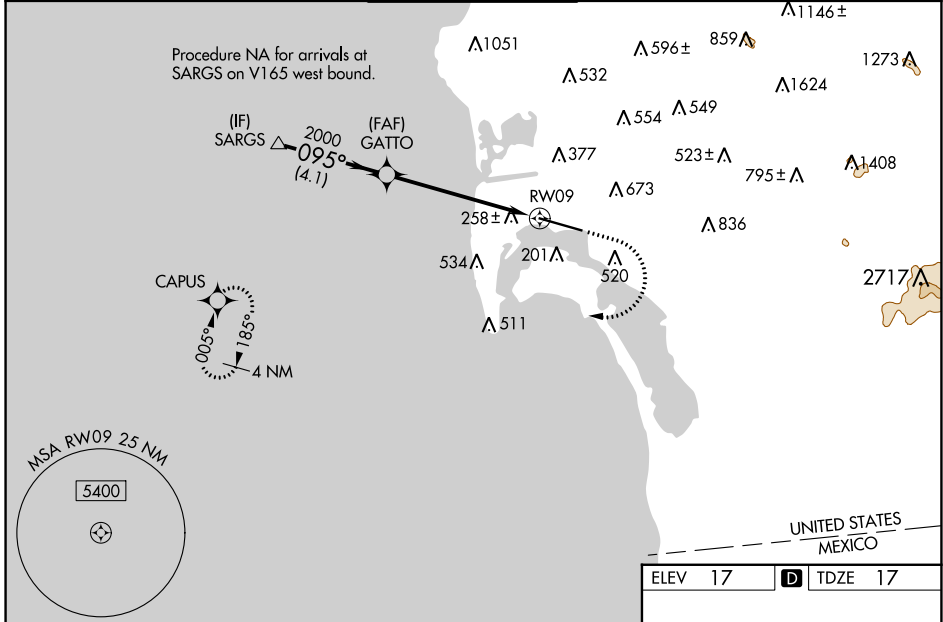 1146±
1051
596±
859
1273
Procedure NA for arrivals at
SARGS on V165 west bound.
532
1624
549
554
(IF)
SARGS
2000
095°
(4.1)
(FAF)
GATTO
377
523±
795±
1408
673
RW09
258±
836
534
201
520
2717
CAPUS
005°
185°
4 NM
511
MSA RW09 25 NM
5400
UNITED STATES
MEXICO
ELEV 17 D TDZE 17